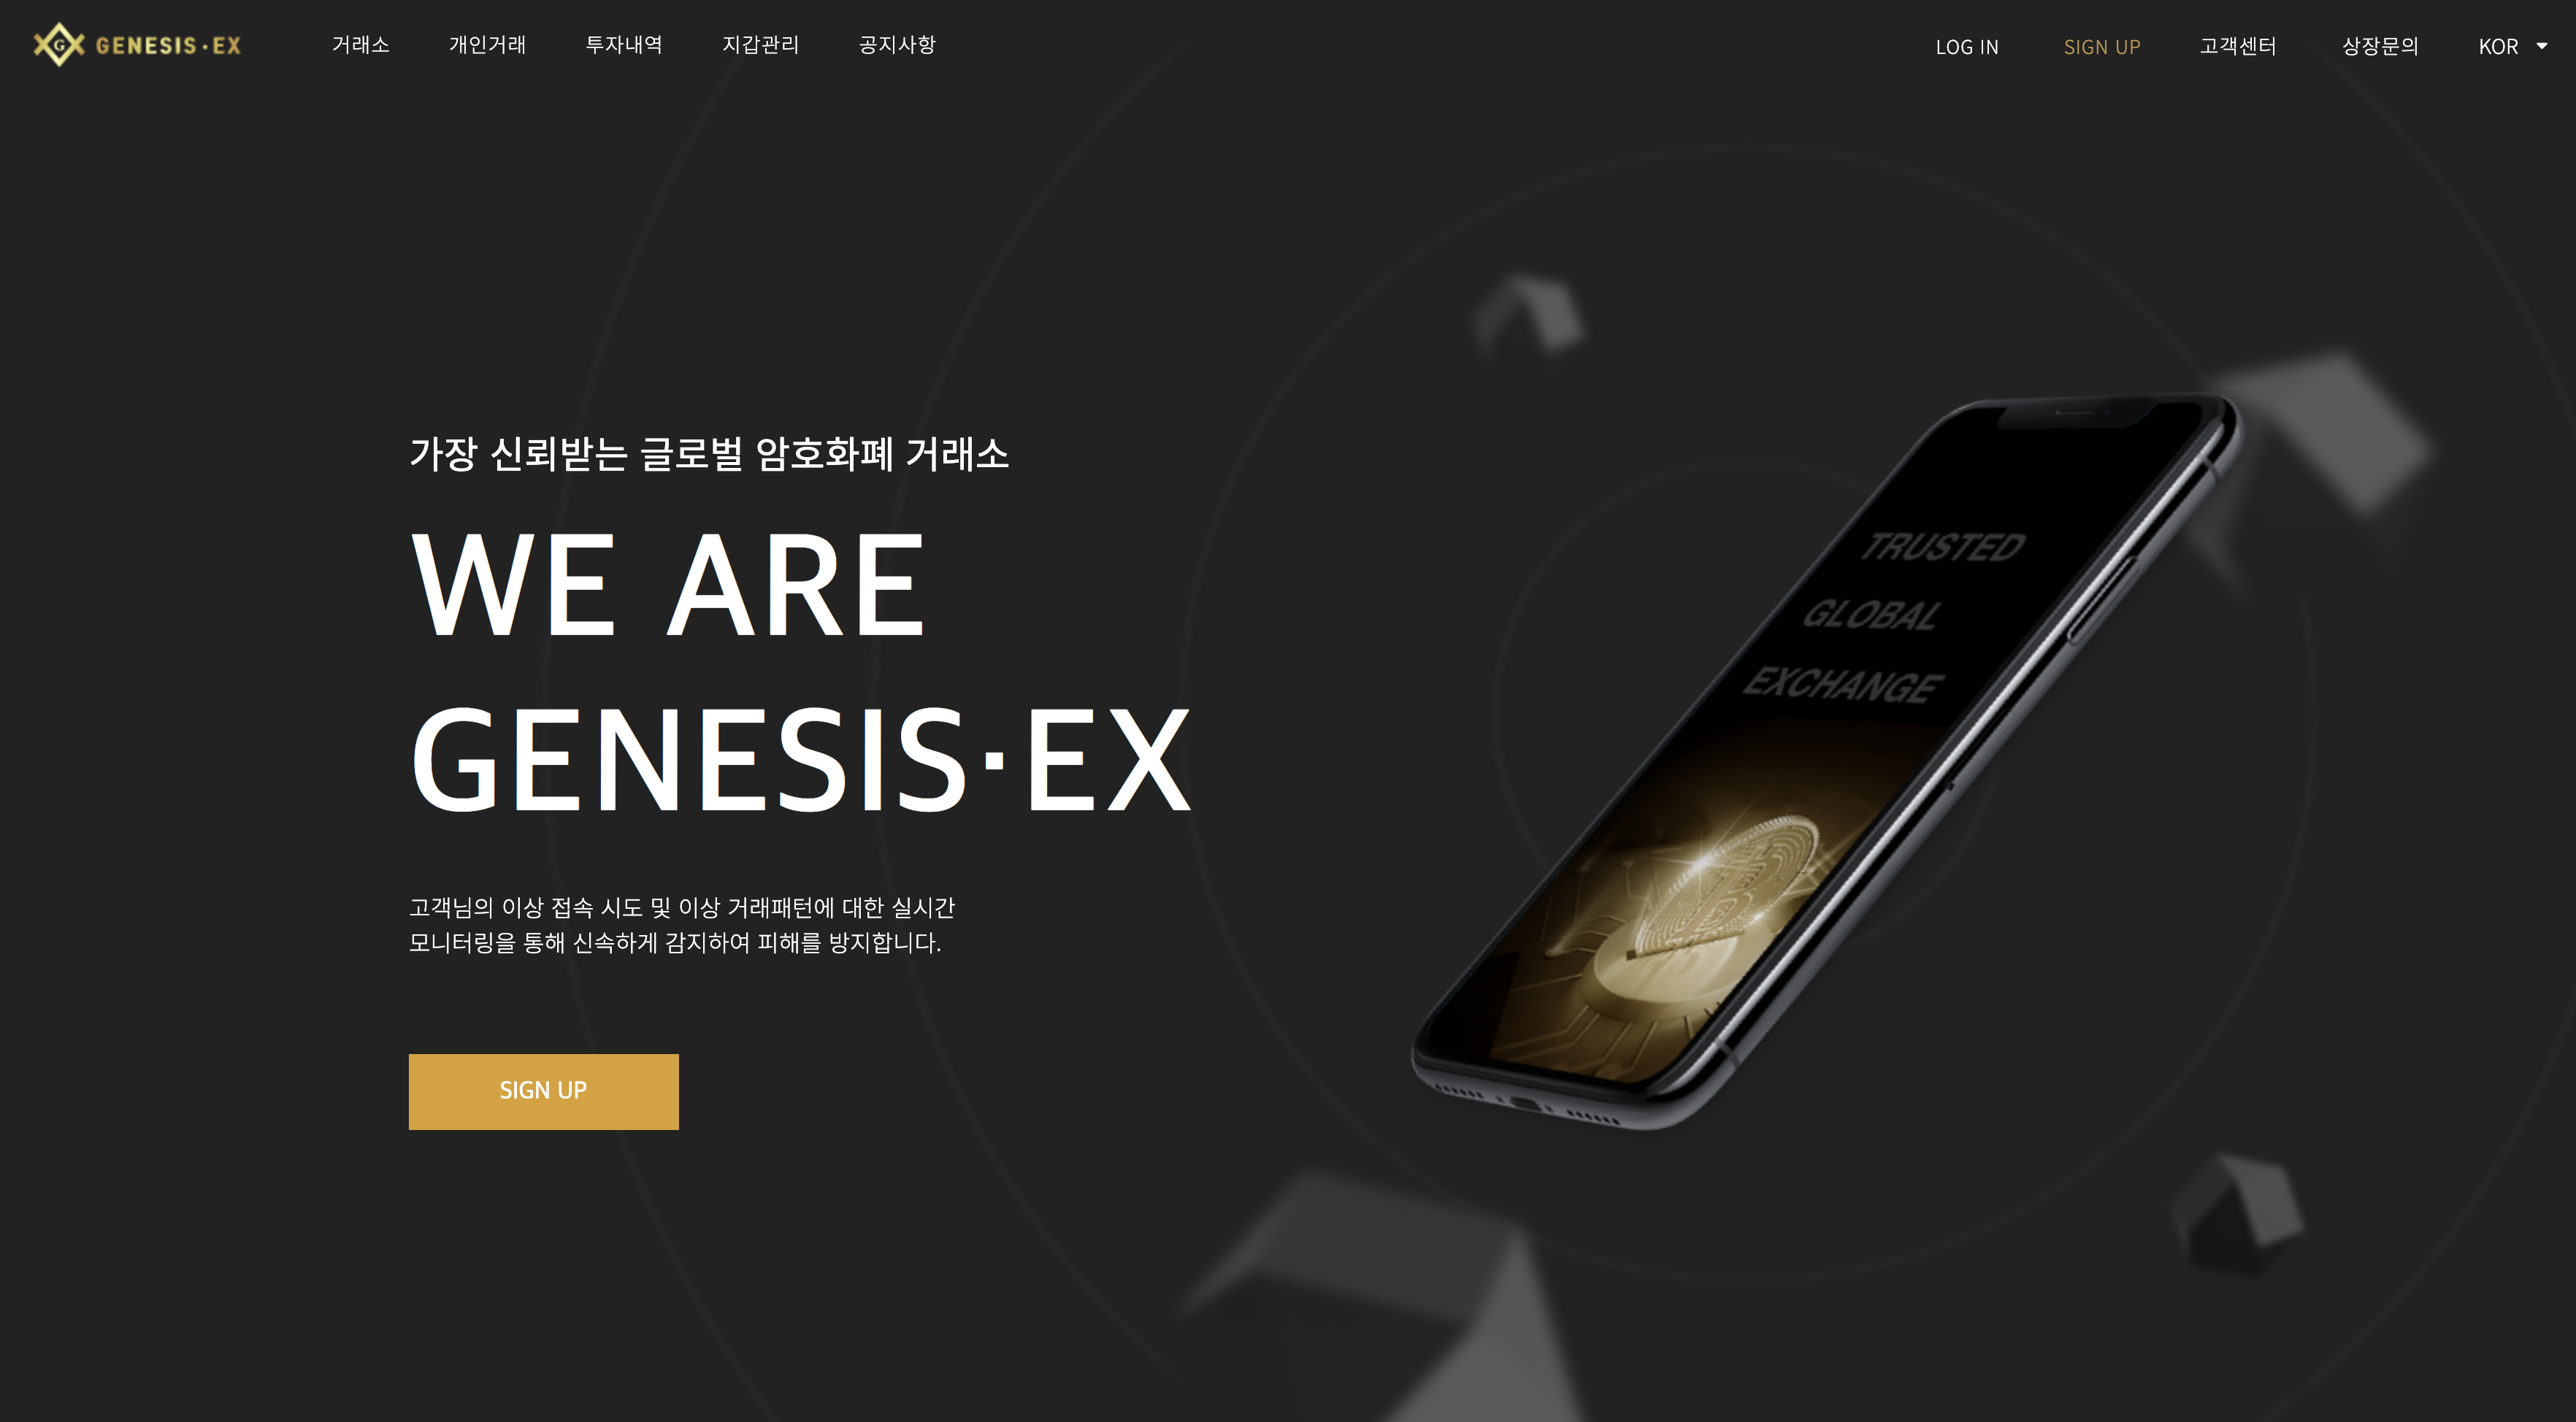 GENESIS·EX
거래소
개인거래
투자내역
지갑관리
공지사항
LOG IN
SIGN UP
고객센터
상장문의
KOR
가장 신뢰받는 글로벌 암호화폐 거래소
WE ARE
GENESIS·EX
고객님의 이상 접속 시도 및 이상 거래패턴에 대한 실시간
모니터링을 통해 신속하게 감지하여 피해를 방지합니다.
SIGN UP
TRUSTED
GLOBAL
EXCHANGE